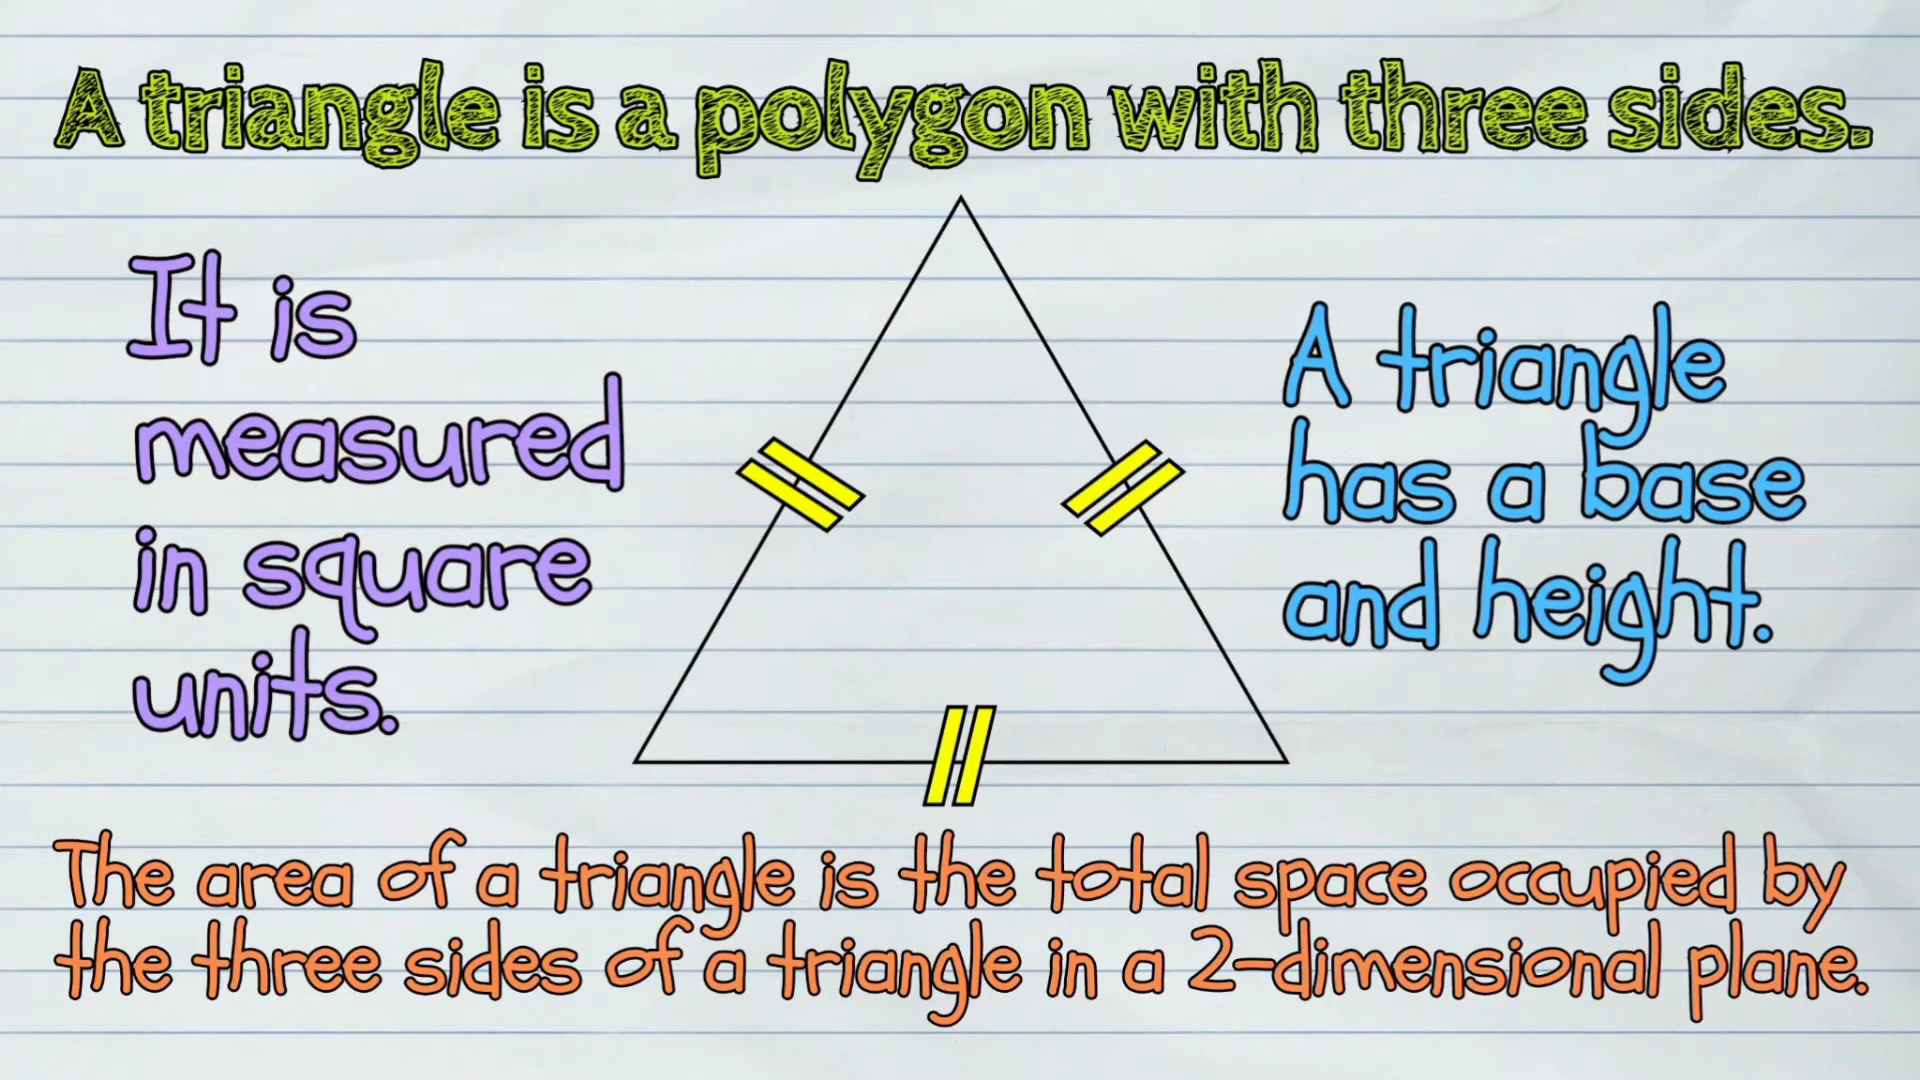 A triangle is a polygon with three sides.
It is
measured
in square
units.
A triangle
has a base
and height.
The area of a triangle is the total space occupied by
the three sides of a triangle in a 2-dimensional plane.